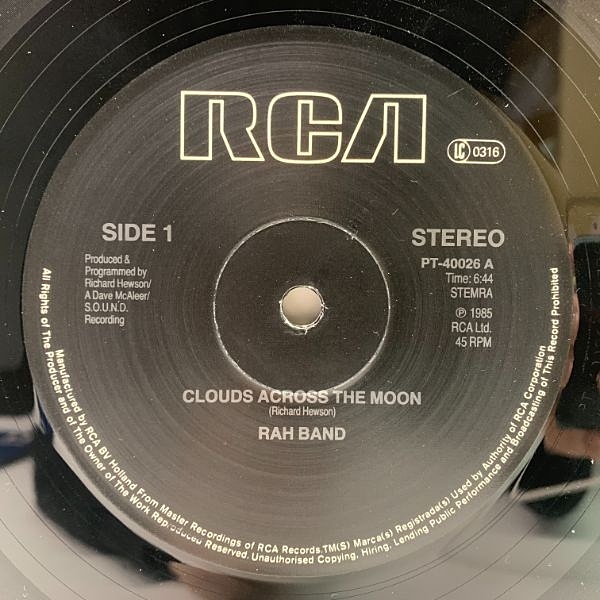 RCA
LC 0316
SIDE 1
STEREO
Produced &
Programmed by
Richard Hewson/
A Dave McAleer/
S.O.U.N.D.
Recording
PT-40026 A
Time: 6:44
STEMRA
℗ 1985
RCA Ltd.
45 RPM
CLOUDS ACROSS THE MOON
(Richard Hewson)
RAH BAND
Manufactured by RCA BV Holland From Master Recordings of RCA Records.TM(S) Marca(s) Registrada(s) Used by Authority of RCA Corporation
All Rights of The Producer and of The Owner of The Work Reproduced Reserved. Unauthorised Copying, Hiring, Lending Public Performance and Broadcasting of This Record Prohibited